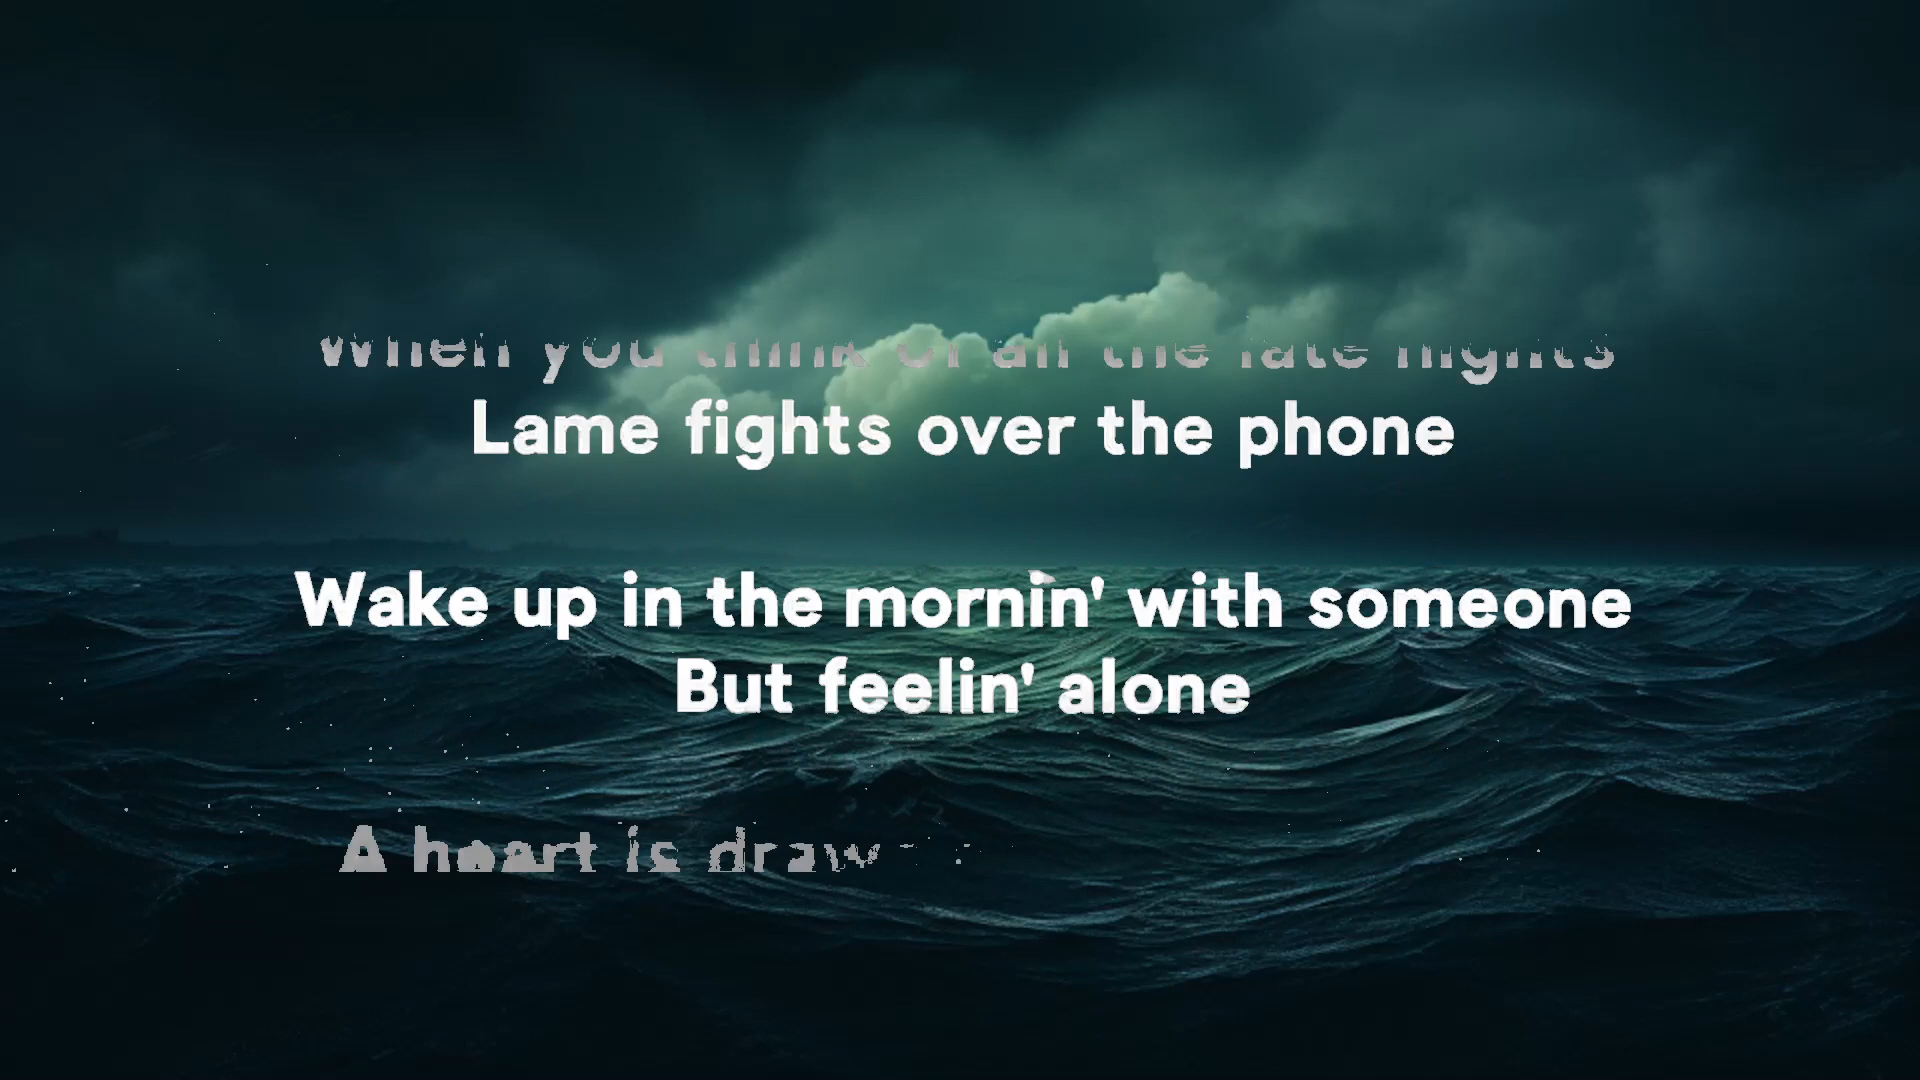 When you think of all the late nights
Lame fights over the phone
Wake up in the mornin' with someone
But feelin' alone
A heart is draw